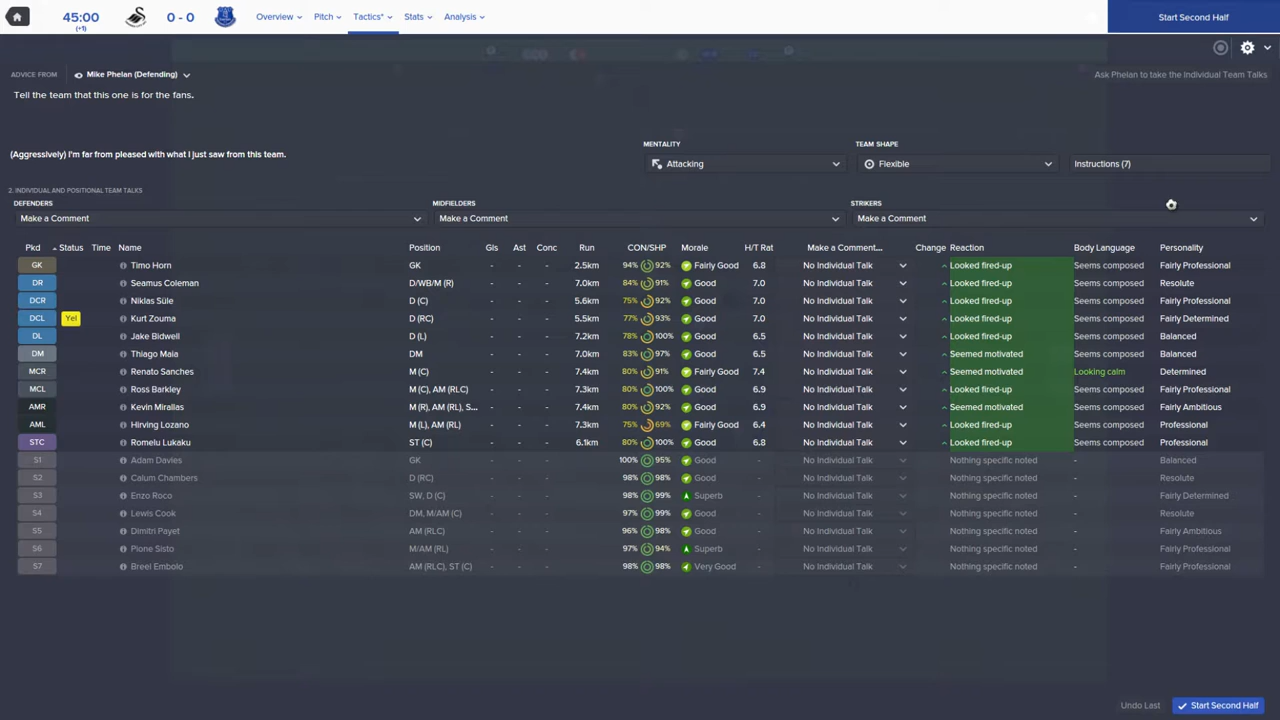 45:00 (+1) 0 - 0 Overview Pitch Tactics* Stats Analysis Start Second Half
ADVICE FROM Mike Phelan (Defending) Ask Phelan to take the Individual Team Talks
Tell the team that this one is for the fans.
MENTALITY TEAM SHAPE
(Aggressively) I'm far from pleased with what I just saw from this team. Attacking Flexible Instructions (7)
2. INDIVIDUAL AND POSITIONAL TEAM TALKS
DEFENDERS MIDFIELDERS STRIKERS
Make a Comment Make a Comment Make a Comment
Pkd Status Time Name Position Gls Ast Conc Run CON/SHP Morale H/T Rat Make a Comment... Change Reaction Body Language Personality
GK Timo Horn GK - - - 2.5km 94% 92% Fairly Good 6.8 No Individual Talk Looked fired-up Seems composed Fairly Professional
DR Seamus Coleman D/WB/M (R) - - - 7.0km 84% 91% Good 7.0 No Individual Talk Looked fired-up Seems composed Resolute
DCR Niklas Süle D (C) - - - 5.6km 75% 92% Good 7.0 No Individual Talk Looked fired-up Seems composed Fairly Professional
DCL Yel Kurt Zouma D (RC) - - - 5.5km 77% 93% Good 7.0 No Individual Talk Looked fired-up Seems composed Fairly Determined
DL Jake Bidwell D (L) - - - 7.2km 78% 100% Good 6.5 No Individual Talk Looked fired-up Seems composed Balanced
DM Thiago Maia DM - - - 7.0km 83% 97% Good 6.5 No Individual Talk Seemed motivated Seems composed Balanced
MCR Renato Sanches M (C) - - - 7.4km 80% 91% Fairly Good 7.4 No Individual Talk Seemed motivated Looking calm Determined
MCL Ross Barkley M (C), AM (RLC) - - - 7.3km 80% 100% Good 6.9 No Individual Talk Looked fired-up Seems composed Fairly Professional
AMR Kevin Mirallas M (R), AM (RL), S... - - - 7.4km 80% 92% Good 6.9 No Individual Talk Seemed motivated Seems composed Fairly Ambitious
AML Hirving Lozano M (L), AM (RLC) - - - 7.3km 75% 69% Fairly Good 6.4 No Individual Talk Looked fired-up Seems composed Professional
STC Romelu Lukaku ST (C) - - - 6.1km 80% 100% Good 6.8 No Individual Talk Looked fired-up Seems composed Professional
S1 Adam Davies GK - - - 100% 95% Good - No Individual Talk Nothing specific noted - Balanced
S2 Calum Chambers D (RC) - - - 98% 98% Good - No Individual Talk Nothing specific noted - Resolute
S3 Enzo Roco SW, D (C) - - - 98% 99% Superb - No Individual Talk Nothing specific noted - Fairly Determined
S4 Lewis Cook DM, M/AM (C) - - - 97% 99% Good - No Individual Talk Nothing specific noted - Resolute
S5 Dimitri Payet AM (RLC) - - - 96% 98% Good - No Individual Talk Nothing specific noted - Fairly Ambitious
S6 Pione Sisto M/AM (RL) - - - 97% 94% Superb - No Individual Talk Nothing specific noted - Fairly Professional
S7 Breel Embolo AM (RLC), ST (C) - - - 98% 98% Very Good - No Individual Talk Nothing specific noted - Fairly Professional
Undo Last Start Second Half